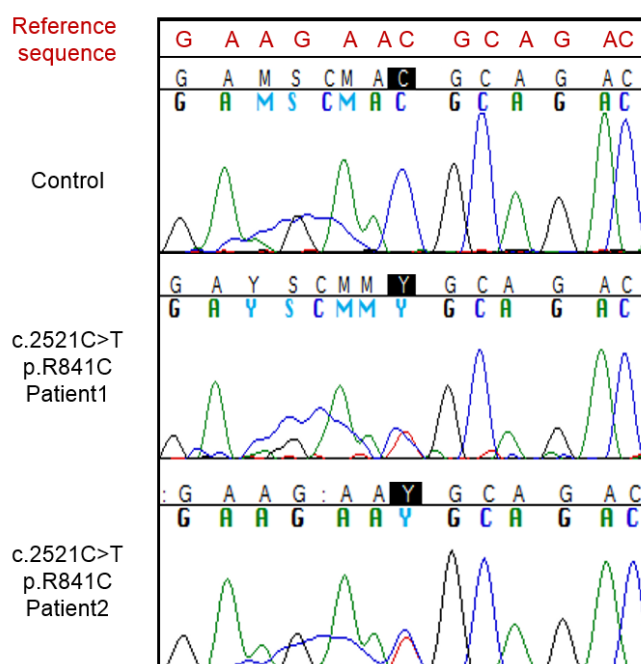 Reference
sequence
G A A G A A C G C A G A C
G A M S C M A C G C A G A C
G A M S C M A C G C A G A C
Control
G A Y S C M M Y G C A G A C
G A Y S C M M Y G C A G A C
c.2521C>T
p.R841C
Patient1
: G A A G : A A Y G C A G A C
G A A G A A Y G C A G A C
c.2521C>T
p.R841C
Patient2